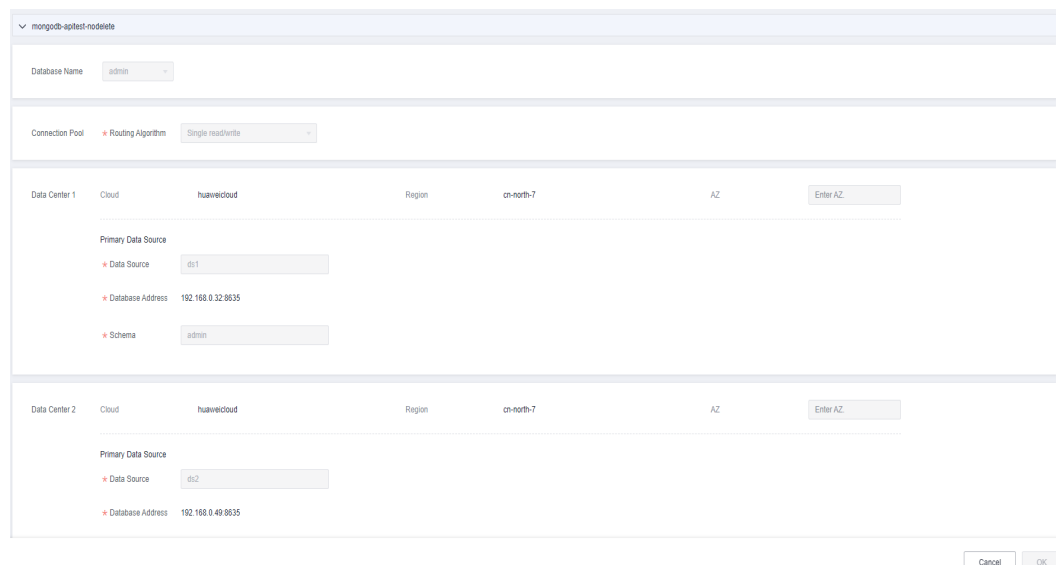 mongodb-apitest-nodelete
Database Name admin
Connection Pool * Routing Algorithm Single read/write
Data Center 1 Cloud huaweicloud Region cn-north-7 AZ Enter AZ.
Primary Data Source
* Data Source ds1
* Database Address 192.168.0.32:8635
* Schema admin
Data Center 2 Cloud huaweicloud Region cn-north-7 AZ Enter AZ.
Primary Data Source
* Data Source ds2
* Database Address 192.168.0.49:8635
Cancel OK